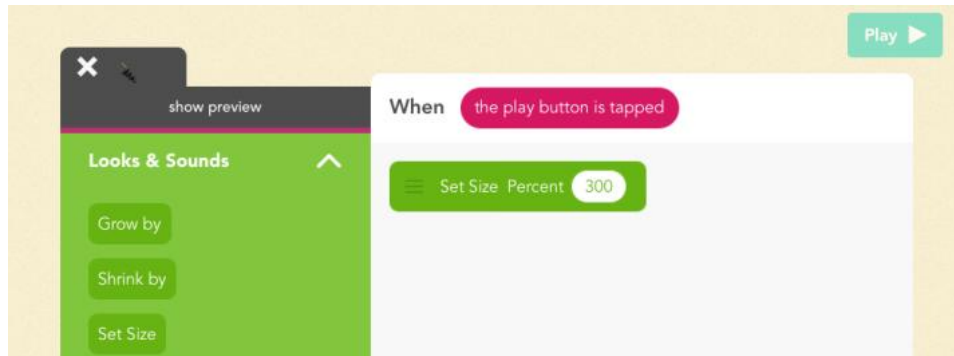 Play
show preview
When the play button is tapped
Looks & Sounds
Set Size Percent 300
Grow by
Shrink by
Set Size